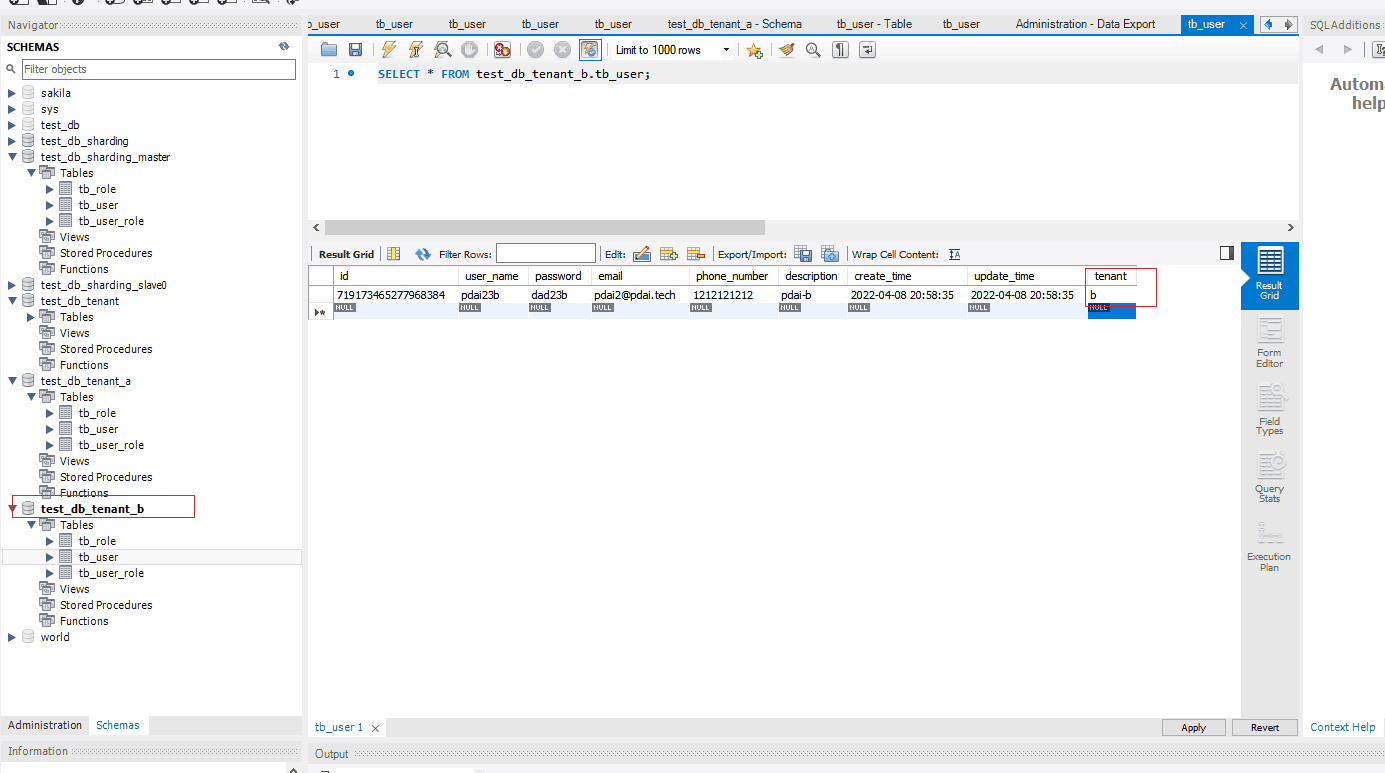 Navigator
SCHEMAS
Filter objects
sakila
sys
test_db
test_db_sharding
test_db_sharding_master
Tables
tb_role
tb_user
tb_user_role
Views
Stored Procedures
Functions
test_db_sharding_slave0
test_db_tenant
Tables
Views
Stored Procedures
Functions
test_db_tenant_a
Tables
tb_role
tb_user
tb_user_role
Views
Stored Procedures
Functions
test_db_tenant_b
Tables
tb_role
tb_user
tb_user_role
Views
Stored Procedures
Functions
world
Administration Schemas
Information
o_user tb_user tb_user tb_user tb_user test_db_tenant_a - Schema tb_user - Table tb_user Administration - Data Export tb_user
Limit to 1000 rows
1 SELECT * FROM test_db_tenant_b.tb_user;
Result Grid Filter Rows: Edit: Export/Import: Wrap Cell Content:
id user_name password email phone_number description create_time update_time tenant
719173465277968384 pdai23b dad23b pdai2@pdai.tech 1212121212 pdai-b 2022-04-08 20:58:35 2022-04-08 20:58:35 b
NULL NULL NULL NULL NULL NULL NULL NULL NULL
Result
Grid
Form
Editor
Field
Types
Query
Stats
Execution
Plan
tb_user 1
Apply Revert
Output
SQLAdditions
Automa
help
Context Help